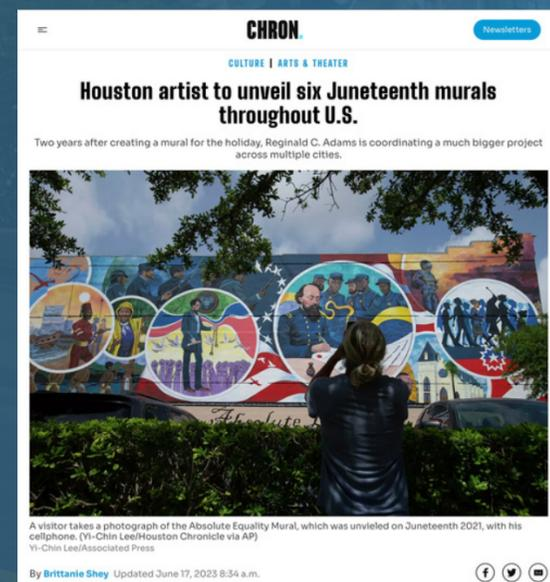 CHRON.
Newsletters
CULTURE | ARTS & THEATER
Houston artist to unveil six Juneteenth murals
throughout U.S.
Two years after creating a mural for the holiday, Reginald C. Adams is coordinating a much bigger project
across multiple cities.
Absolute
A visitor takes a photograph of the Absolute Equality Mural, which was unvieled on Juneteenth 2021, with his
cellphone. (Yi-Chin Lee/Houston Chronicle via AP)
Yi-Chin Lee/Associated Press
By Brittanie Shey Updated June 17, 2023 8:34 a.m.